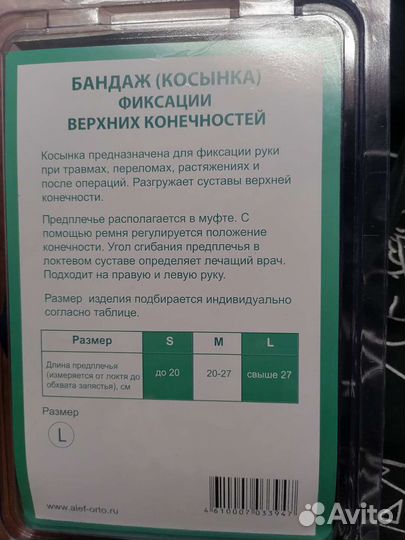 БАНДАЖ (КОСЫНКА)
ФИКСАЦИИ
ВЕРХНИХ КОНЕЧНОСТЕЙ
Косынка предназначена для фиксации руки
при травмах, переломах, растяжениях и
после операций. Разгружает суставы верхней
конечности.
Предплечье располагается в муфте. С
помощью ремня регулируется положение
конечности. Угол сгибания предплечья в
локтевом суставе определяет лечащий врач.
Подходит на правую и левую руку.
Размер изделия подбирается индивидуально
согласно таблице.
Размер S M L
Длина предплечья
(измеряется от локтя до
обхвата запястья), см
до 20 20-27 свыше 27
Размер
L
www.alef-orto.ru
4 610007 033947
Avito